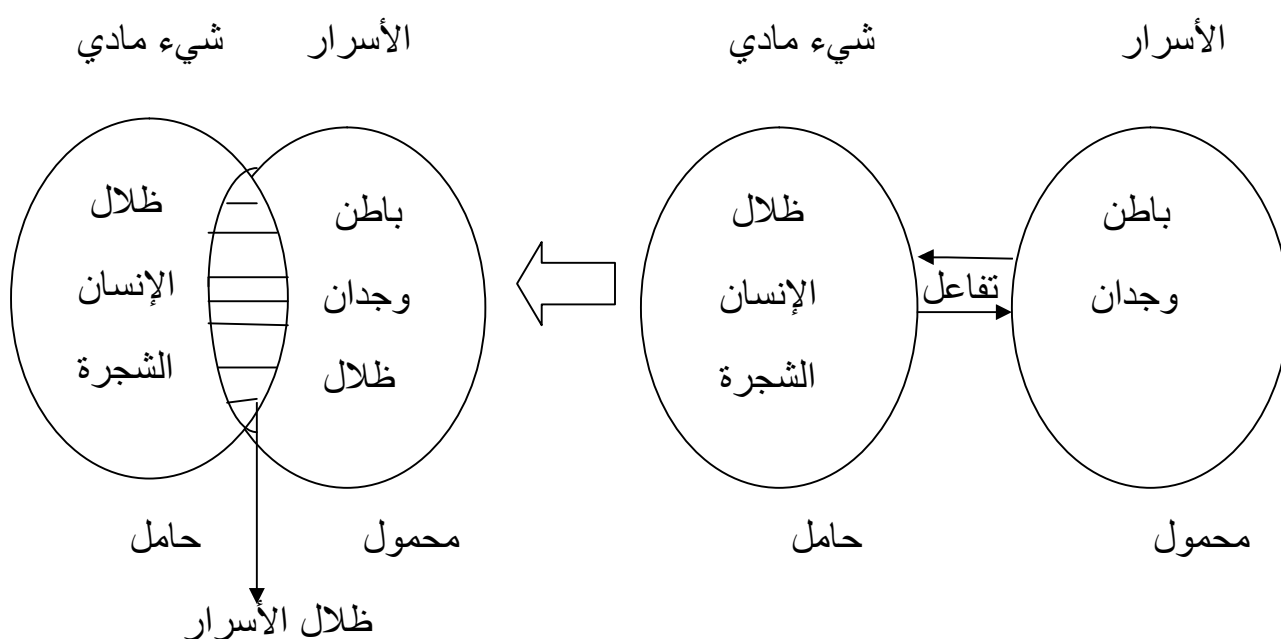 الأسرار
شيء مادي
الأسرار
شيء مادي
باطن
وجدان
تفاعل
ظلال
الإنسان
الشجرة
باطن
وجدان
ظلال
ظلال
الإنسان
الشجرة
محمول
حامل
محمول
حامل
ظلال الأسرار